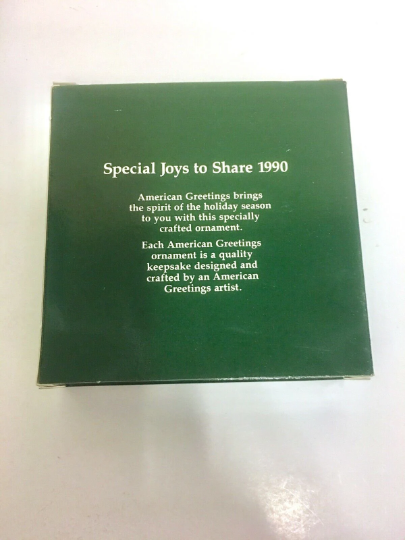 Special Joys to Share 1990
American Greetings brings
the spirit of the holiday season
to you with this specially
crafted ornament.
Each American Greetings
ornament is a quality
keepsake designed and
crafted by an American
Greetings artist.